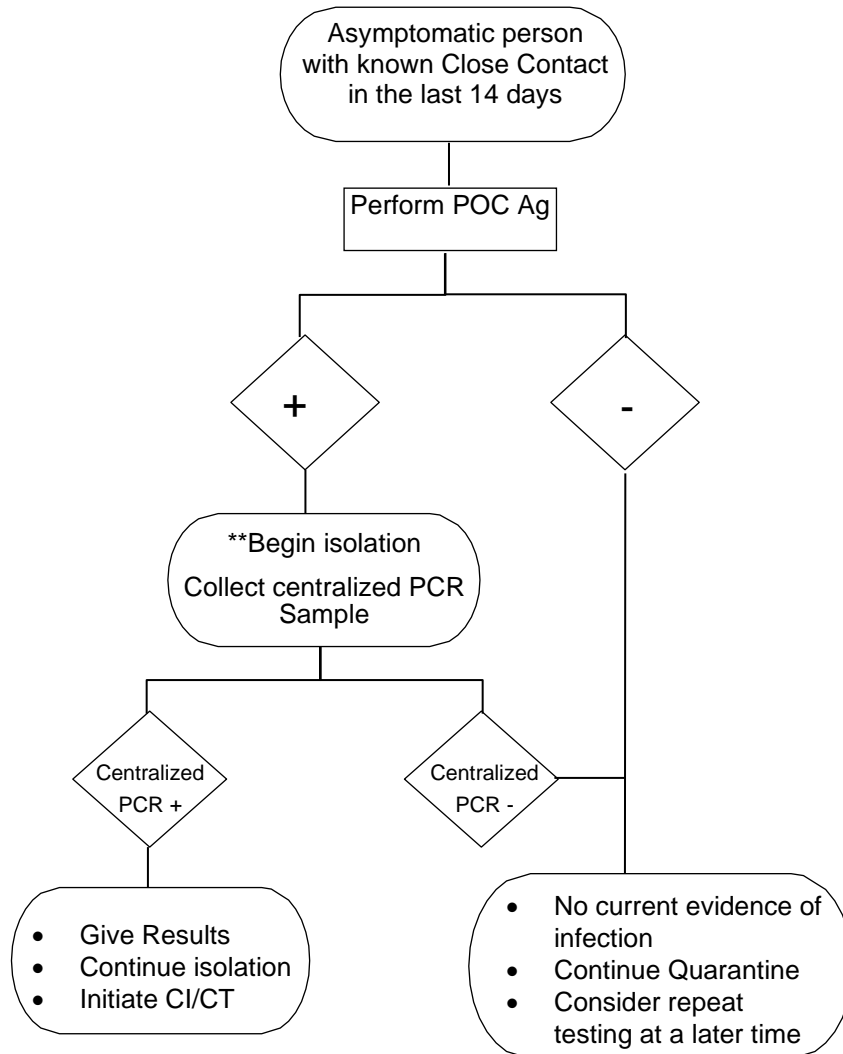 Asymptomatic person
with known Close Contact
in the last 14 days
Perform POC Ag
+
-
**Begin isolation
Collect centralized PCR
Sample
Centralized
PCR +
Centralized
PCR -
• Give Results
• Continue isolation
• Initiate CI/CT
• No current evidence of
infection
• Continue Quarantine
• Consider repeat
testing at a later time